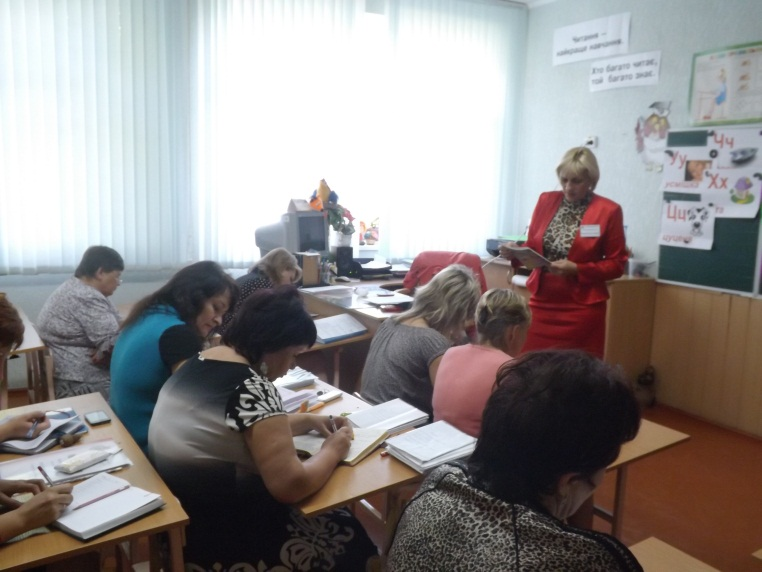 Читання –
найкраще навчання.
Хто багато читає,
той багато знає.
Чч
Уу
Хх
Цц